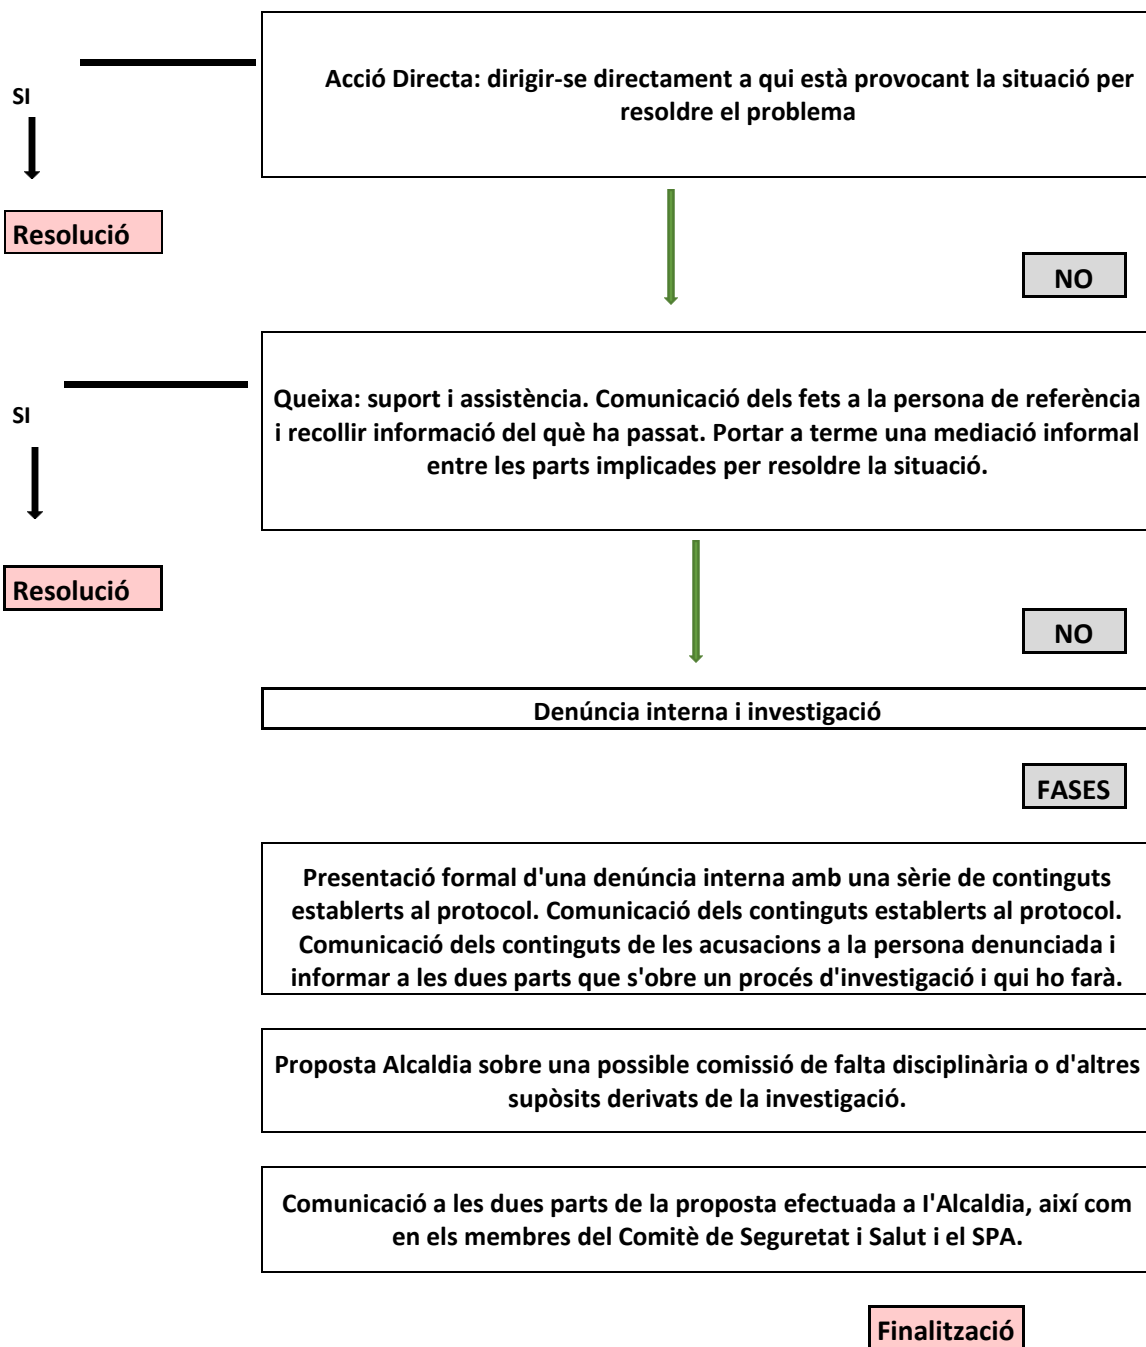 Acció Directa: dirigir-se directament a qui està provocant la situació per
resoldre el problema
SI
Resolució
NO
Queixa: suport i assistència. Comunicació dels fets a la persona de referència
i recollir informació del què ha passat. Portar a terme una mediació informal
entre les parts implicades per resoldre la situació.
SI
Resolució
NO
Denúncia interna i investigació
FASES
Presentació formal d'una denúncia interna amb una sèrie de continguts
establerts al protocol. Comunicació dels continguts establerts al protocol.
Comunicació dels continguts de les acusacions a la persona denunciada i
informar a les dues parts que s'obre un procés d'investigació i qui ho farà.
Proposta Alcaldia sobre una possible comissió de falta disciplinària o d'altres
supòsits derivats de la investigació.
Comunicació a les dues parts de la proposta efectuada a I'Alcaldia, així com
en els membres del Comitè de Seguretat i Salut i el SPA.
Finalització